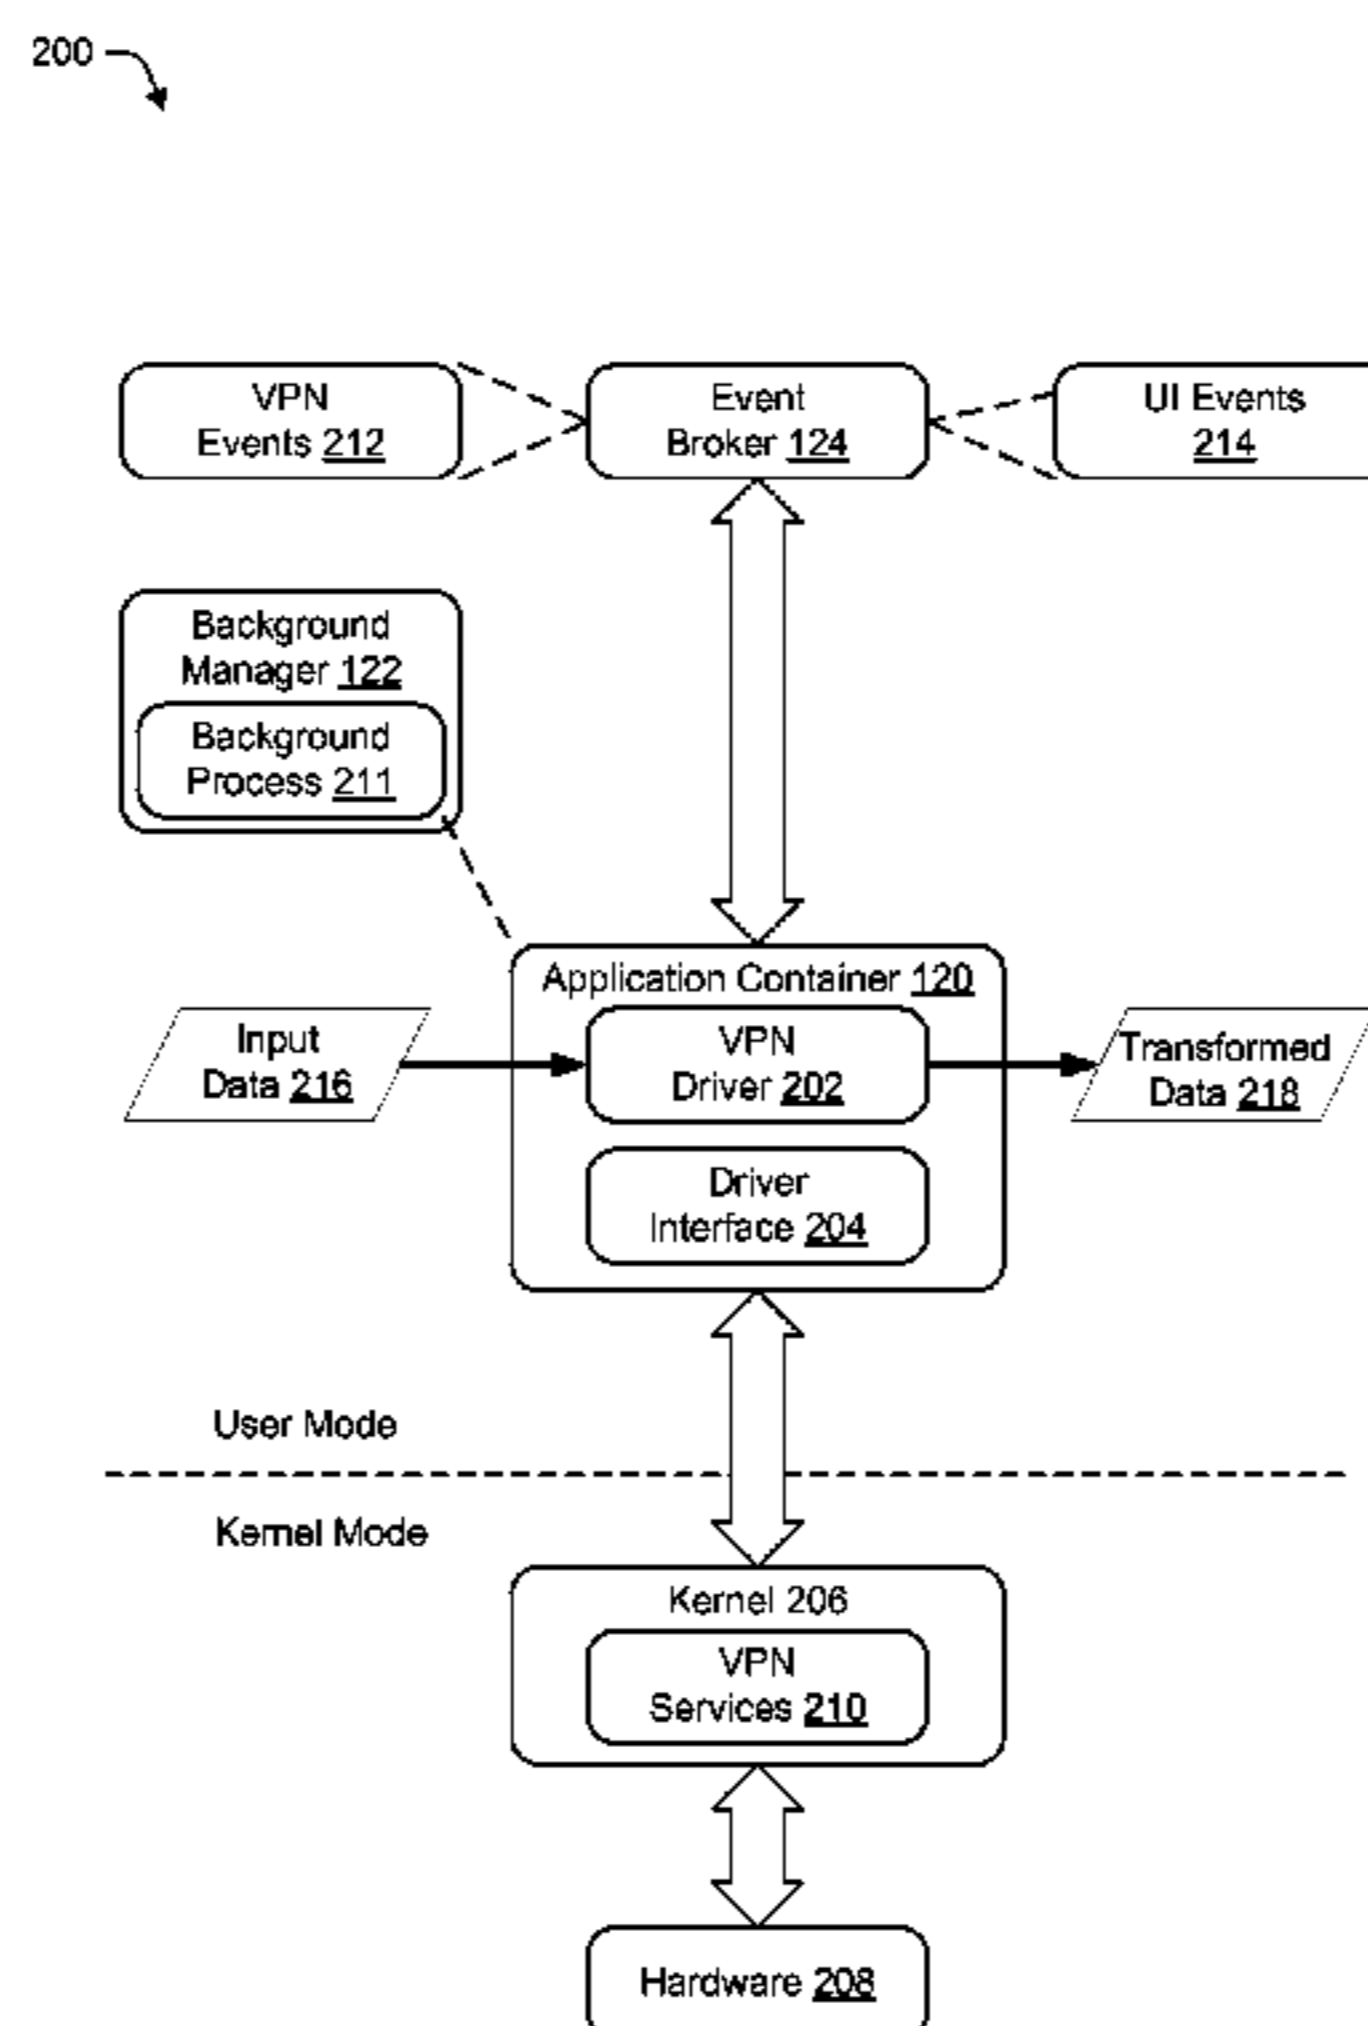 200
VPN
Events 212
Event
Broker 124
UI Events
214
Background
Manager 122
Background
Process 211
Application Container 120
Input
Data 216
VPN
Driver 202
Transformed
Data 218
Driver
Interface 204
User Mode
Kernel Mode
Kernel 206
VPN
Services 210
Hardware 208